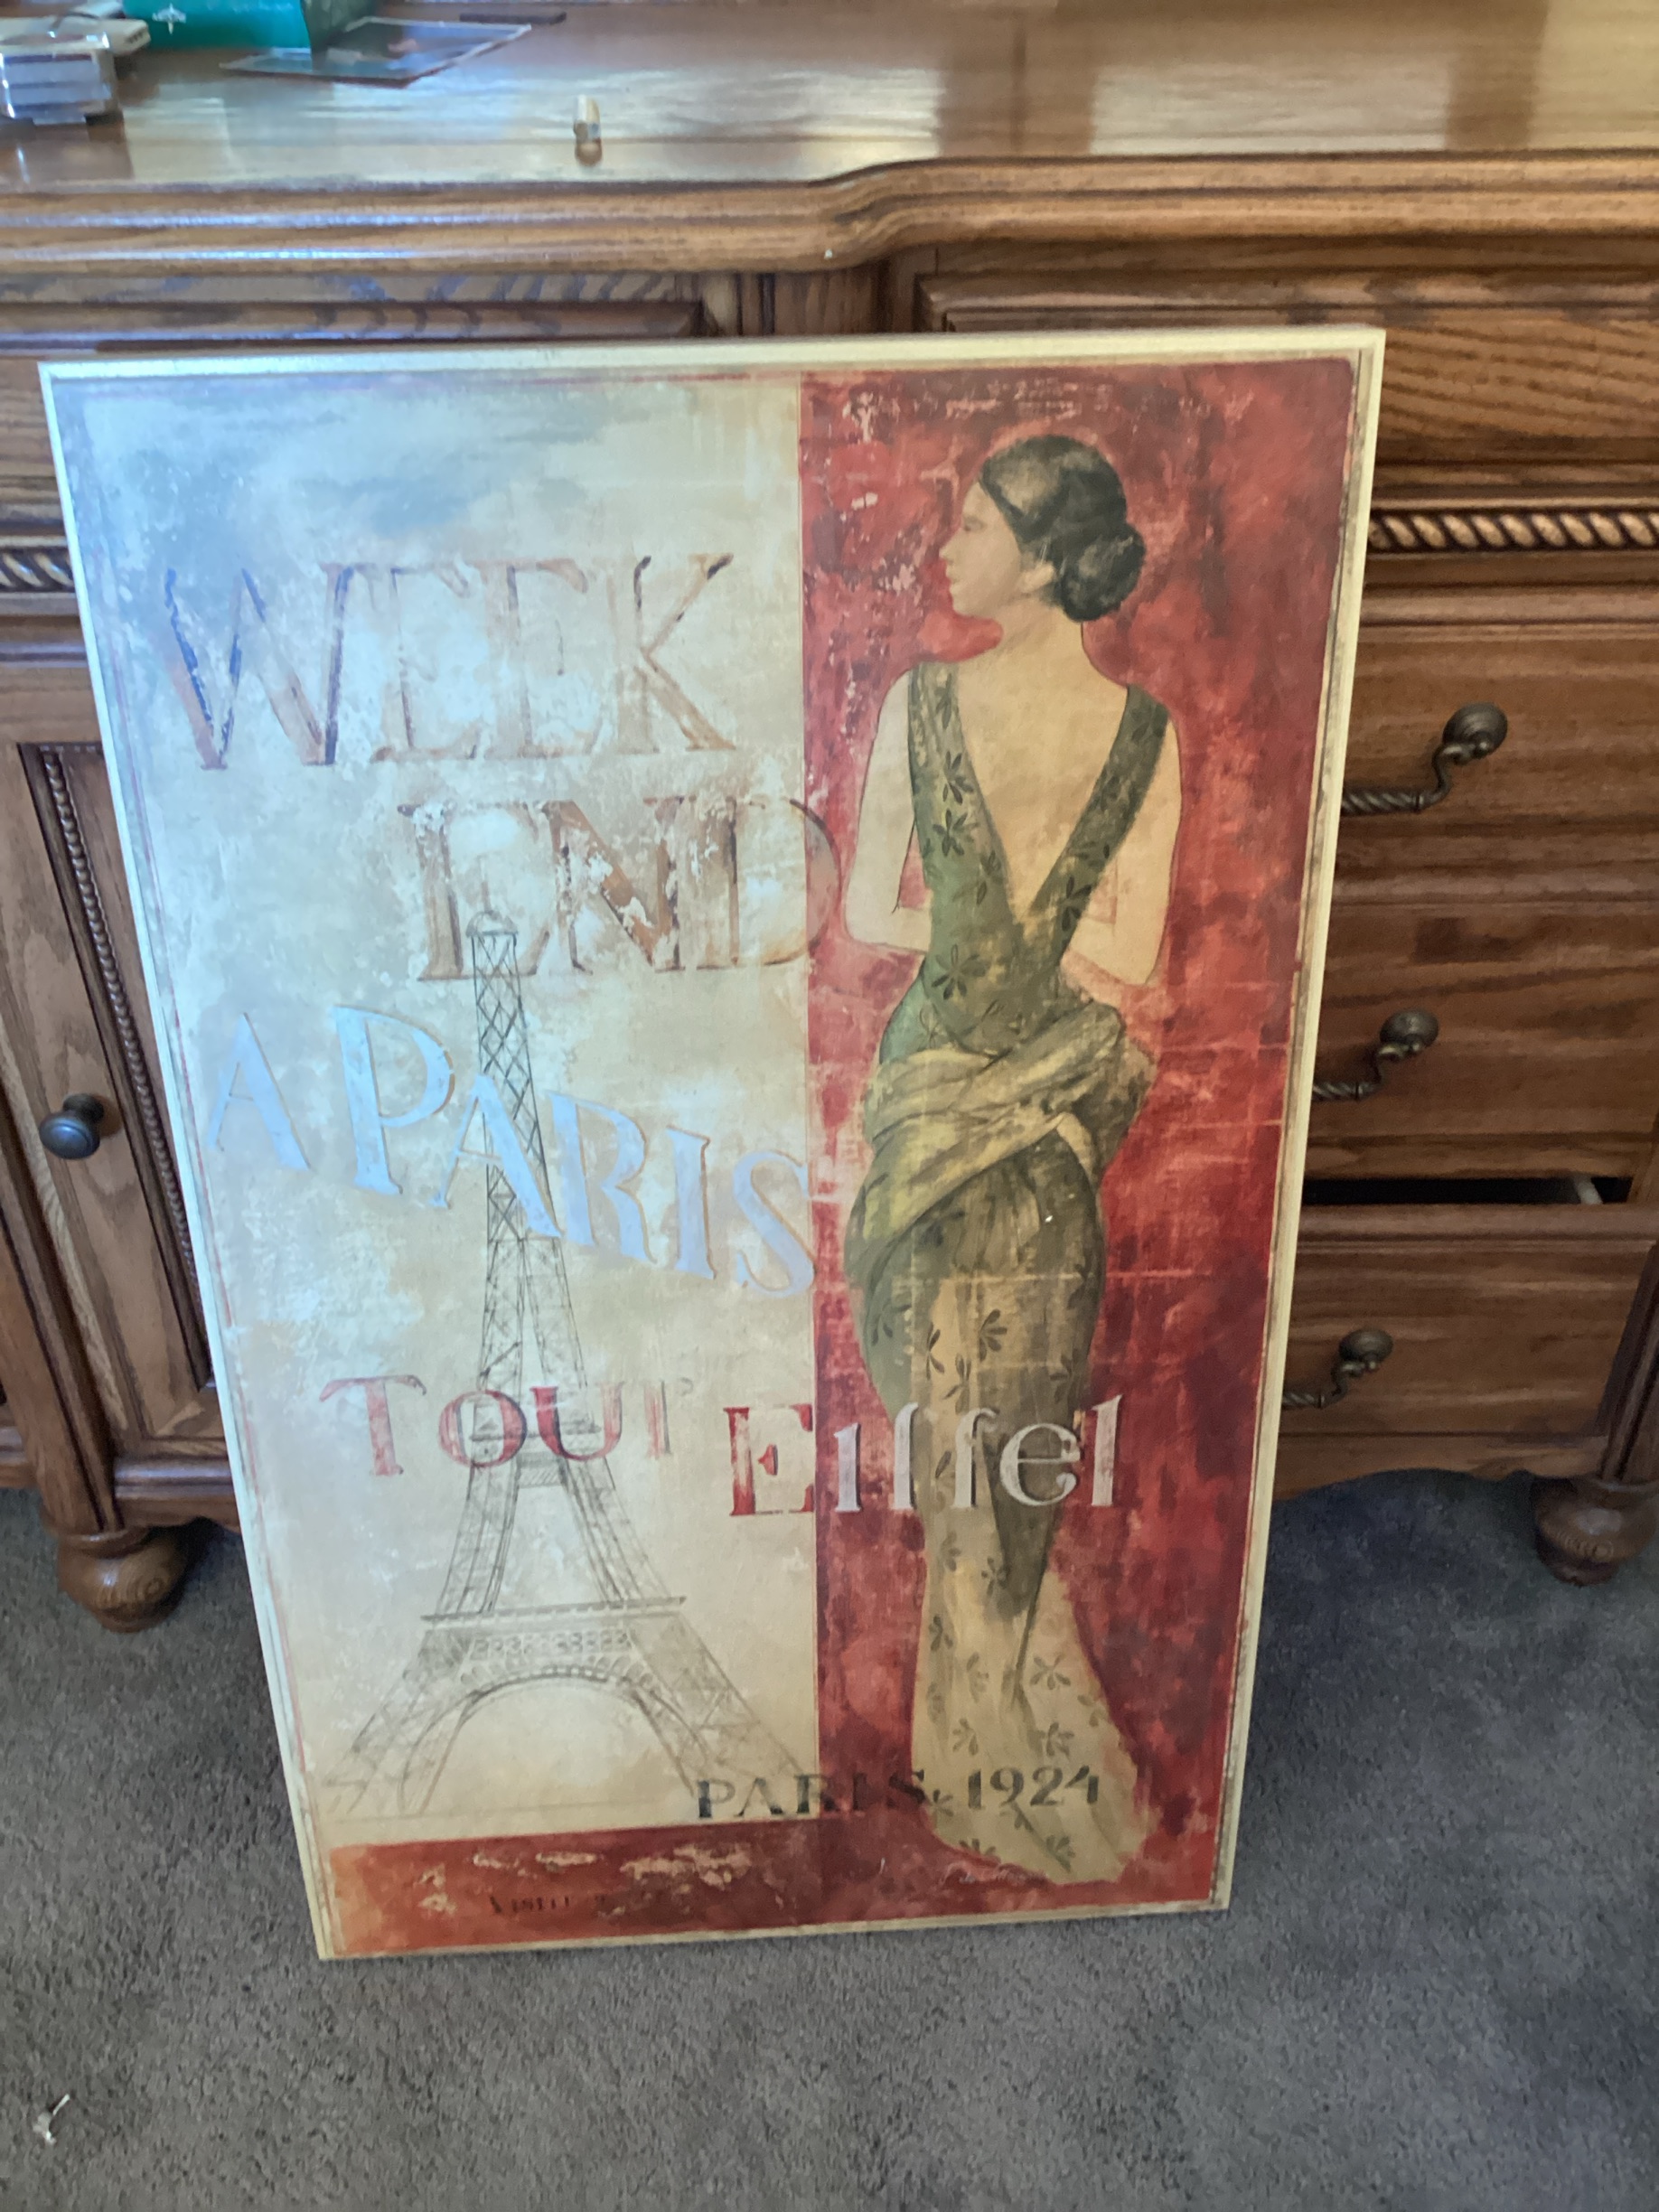 WEEK
END
A PARIS
Tour
Eiffel
PARIS 1924